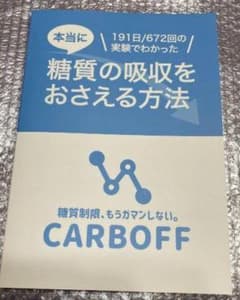 本当に
191日/672回の
実験でわかった
糖質の吸収を
おさえる方法
糖質制限、もうガマンしない。
CARBOFF